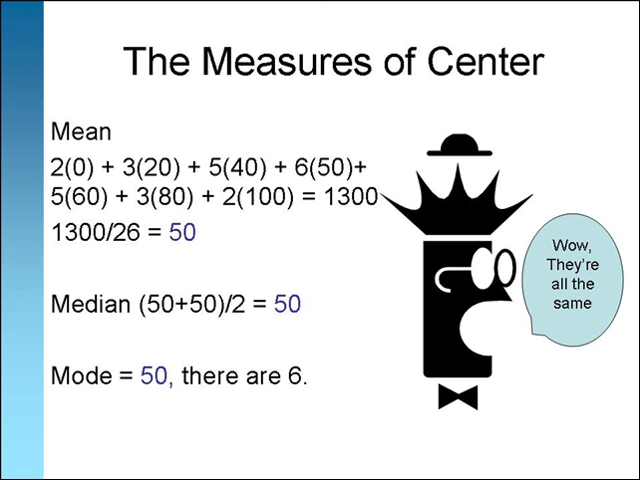 The Measures of Center
Mean
2(0) + 3(20) + 5(40) + 6(50)+
5(60) + 3(80) + 2(100) = 1300
1300/26 = 50
Median (50+50)/2 = 50
Mode = 50, there are 6.
Wow,
They're
all the
same